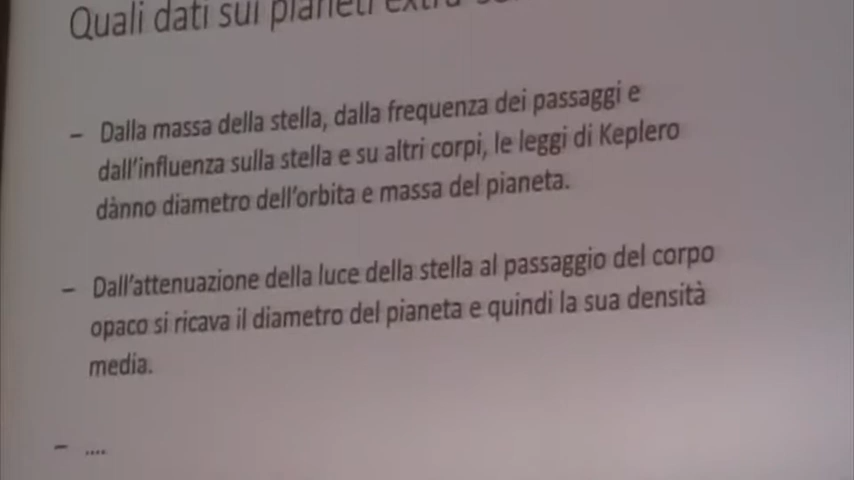 Quali dati sui pianeti
– Dalla massa della stella, dalla frequenza dei passaggi e
dall'influenza sulla stella e su altri corpi, le leggi di Keplero
dànno diametro dell'orbita e massa del pianeta.
– Dall'attenuazione della luce della stella al passaggio del corpo
opaco si ricava il diametro del pianeta e quindi la sua densità
media.
– ....